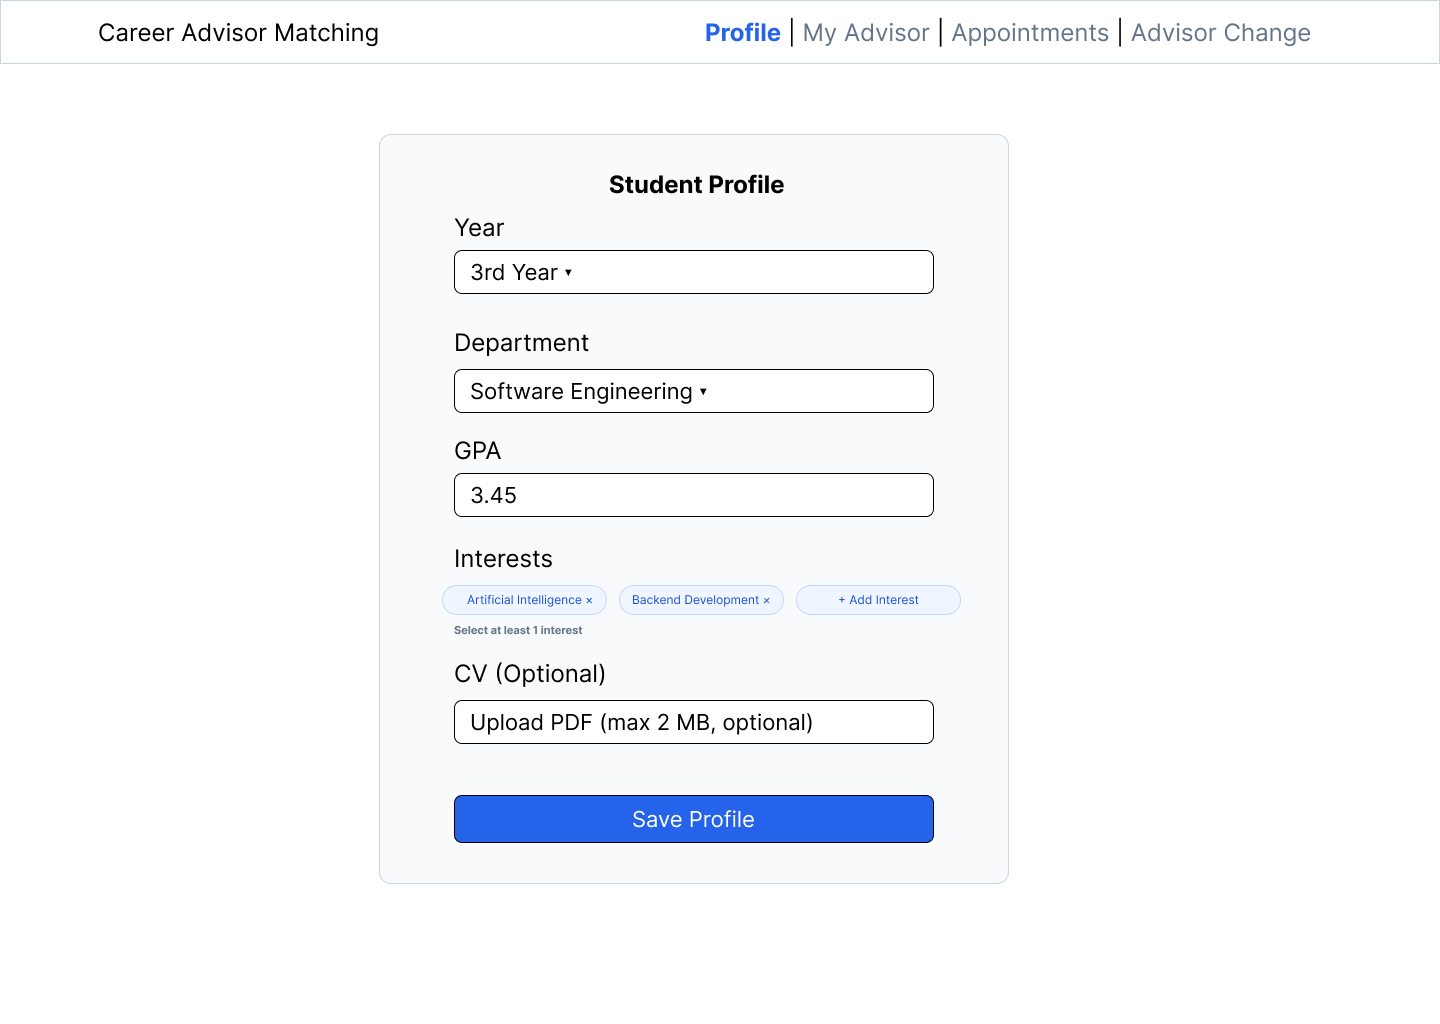 Career Advisor Matching
Profile | My Advisor | Appointments | Advisor Change
Student Profile
Year
3rd Year ▾
Department
Software Engineering ▾
GPA
3.45
Interests
Artificial Intelligence × Backend Development × + Add Interest
Select at least 1 interest
CV (Optional)
Upload PDF (max 2 MB, optional)
Save Profile